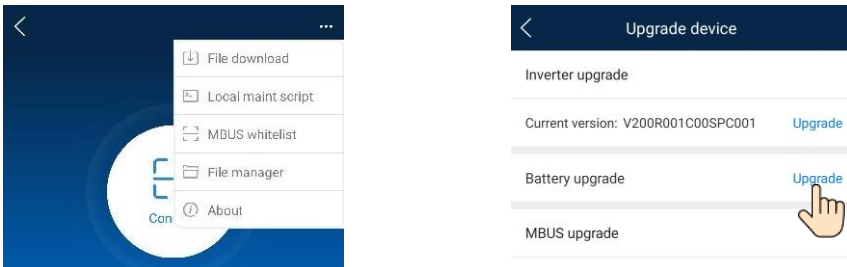 File download
Local maint script
MBUS whitelist
File manager
About
Upgrade device
Inverter upgrade
Current version: V200R001C00SPC001 Upgrade
Battery upgrade Upgrade
MBUS upgrade